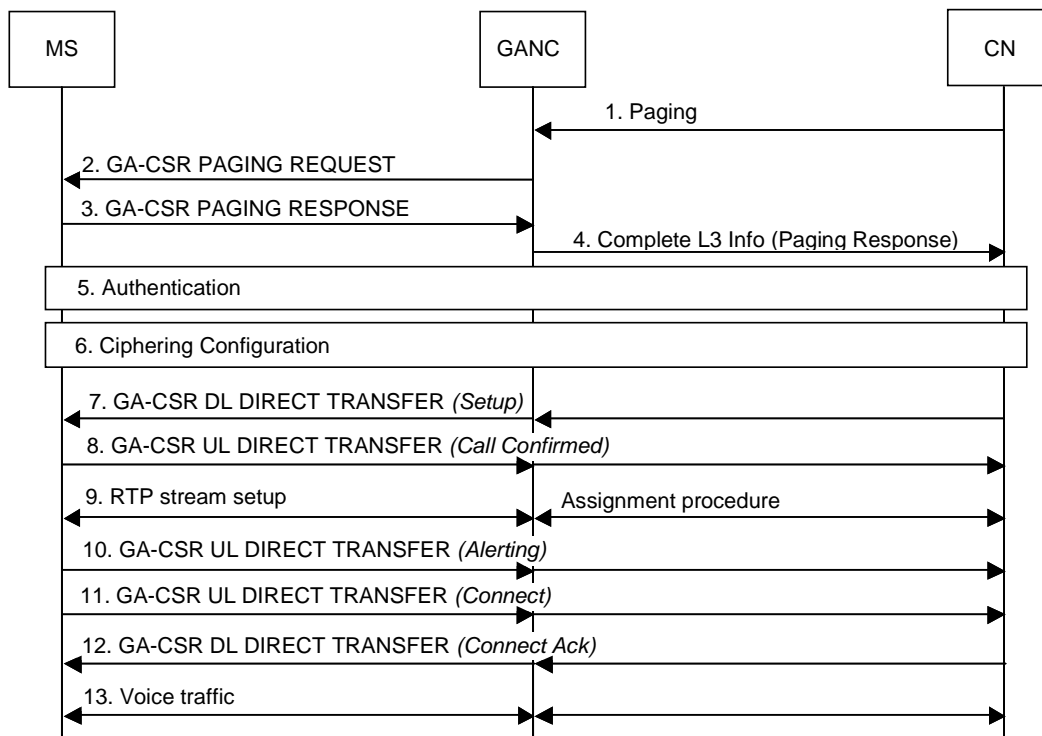 MS
GANC
CN
1. Paging
2. GA-CSR PAGING REQUEST
3. GA-CSR PAGING RESPONSE
4. Complete L3 Info (Paging Response)
5. Authentication
6. Ciphering Configuration
7. GA-CSR DL DIRECT TRANSFER (Setup)
8. GA-CSR UL DIRECT TRANSFER (Call Confirmed)
9. RTP stream setup
Assignment procedure
10. GA-CSR UL DIRECT TRANSFER (Alerting)
11. GA-CSR UL DIRECT TRANSFER (Connect)
12. GA-CSR DL DIRECT TRANSFER (Connect Ack)
13. Voice traffic